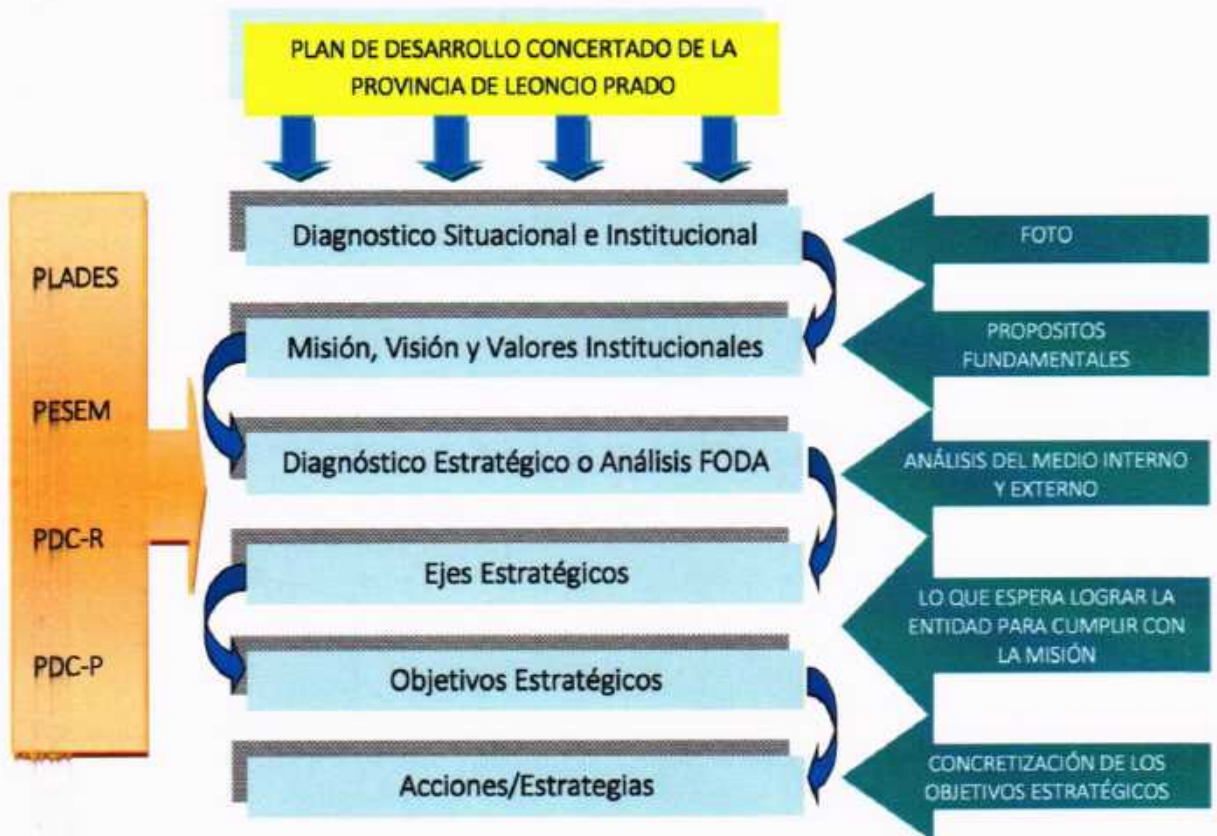 PLAN DE DESARROLLO CONCERTADO DE LA
PROVINCIA DE LEONCIO PRADO
PLADES
PESEM
PDC-R
PDC-P
Diagnostico Situacional e Institucional
Misión, Visión y Valores Institucionales
Diagnóstico Estratégico o Análisis FODA
Ejes Estratégicos
Objetivos Estratégicos
Acciones/Estrategias
FOTO
PROPOSITOS
FUNDAMENTALES
ANÁLISIS DEL MEDIO INTERNO
Y EXTERNO
LO QUE ESPERA LOGRAR LA
ENTIDAD PARA CUMPLIR CON
LA MISIÓN
CONCRETIZACIÓN DE LOS
OBJETIVOS ESTRATÉGICOS